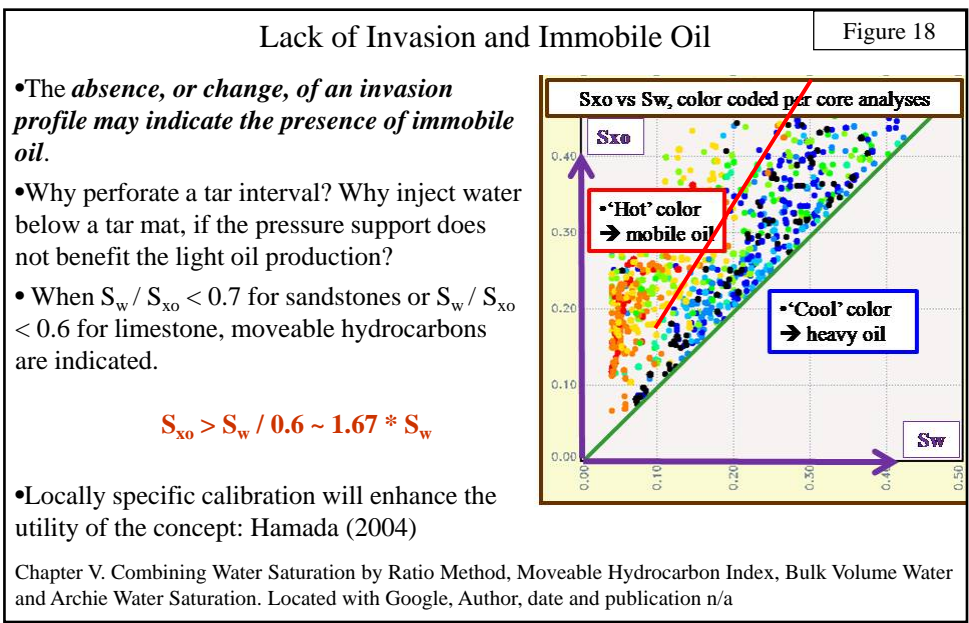 Lack of Invasion and Immobile Oil
Figure 18
•The absence, or change, of an invasion
profile may indicate the presence of immobile
oil.
•Why perforate a tar interval? Why inject water
below a tar mat, if the pressure support does
not benefit the light oil production?
• When Sw / Sxo < 0.7 for sandstones or Sw / Sxo
< 0.6 for limestone, moveable hydrocarbons
are indicated.
Sxo > Sw / 0.6 ~ 1.67 * Sw
•Locally specific calibration will enhance the
utility of the concept: Hamada (2004)
Sxo vs Sw, color coded per core analyses
Sxo
0.40
•‘Hot’ color
➔ mobile oil
0.30
0.20
•‘Cool’ color
➔ heavy oil
0.10
Sw
0.00
0.00 0.10 0.20 0.30 0.4 0.50
Chapter V. Combining Water Saturation by Ratio Method, Moveable Hydrocarbon Index, Bulk Volume Water
and Archie Water Saturation. Located with Google, Author, date and publication n/a